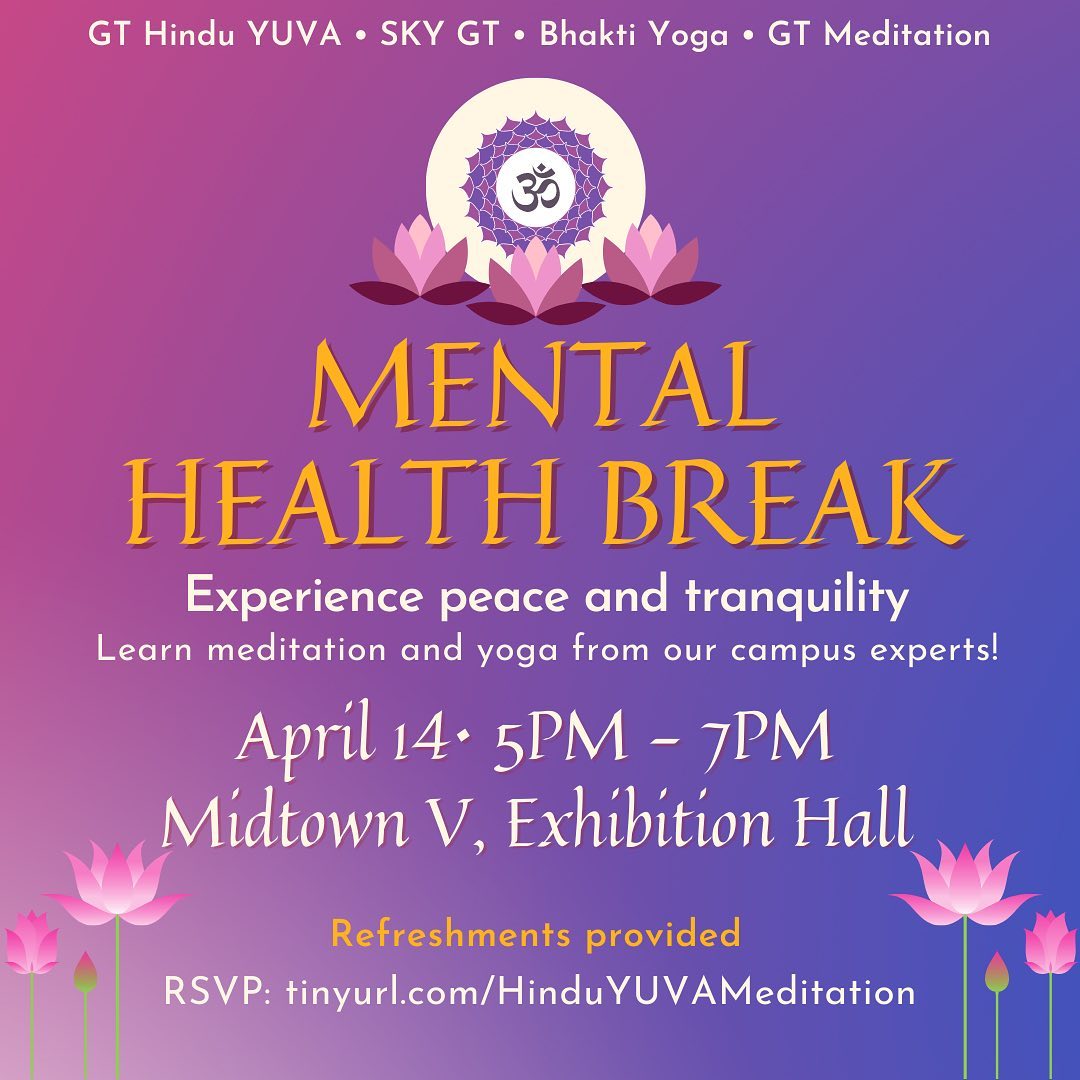 GT Hindu YUVA • SKY GT • Bhakti Yoga • GT Meditation
ॐ
MENTAL
HEALTH BREAK
Experience peace and tranquility
Learn meditation and yoga from our campus experts!
April 14• 5PM – 7PM
Midtown V, Exhibition Hall
Refreshments provided
RSVP: tinyurl.com/HinduYUVAMeditation